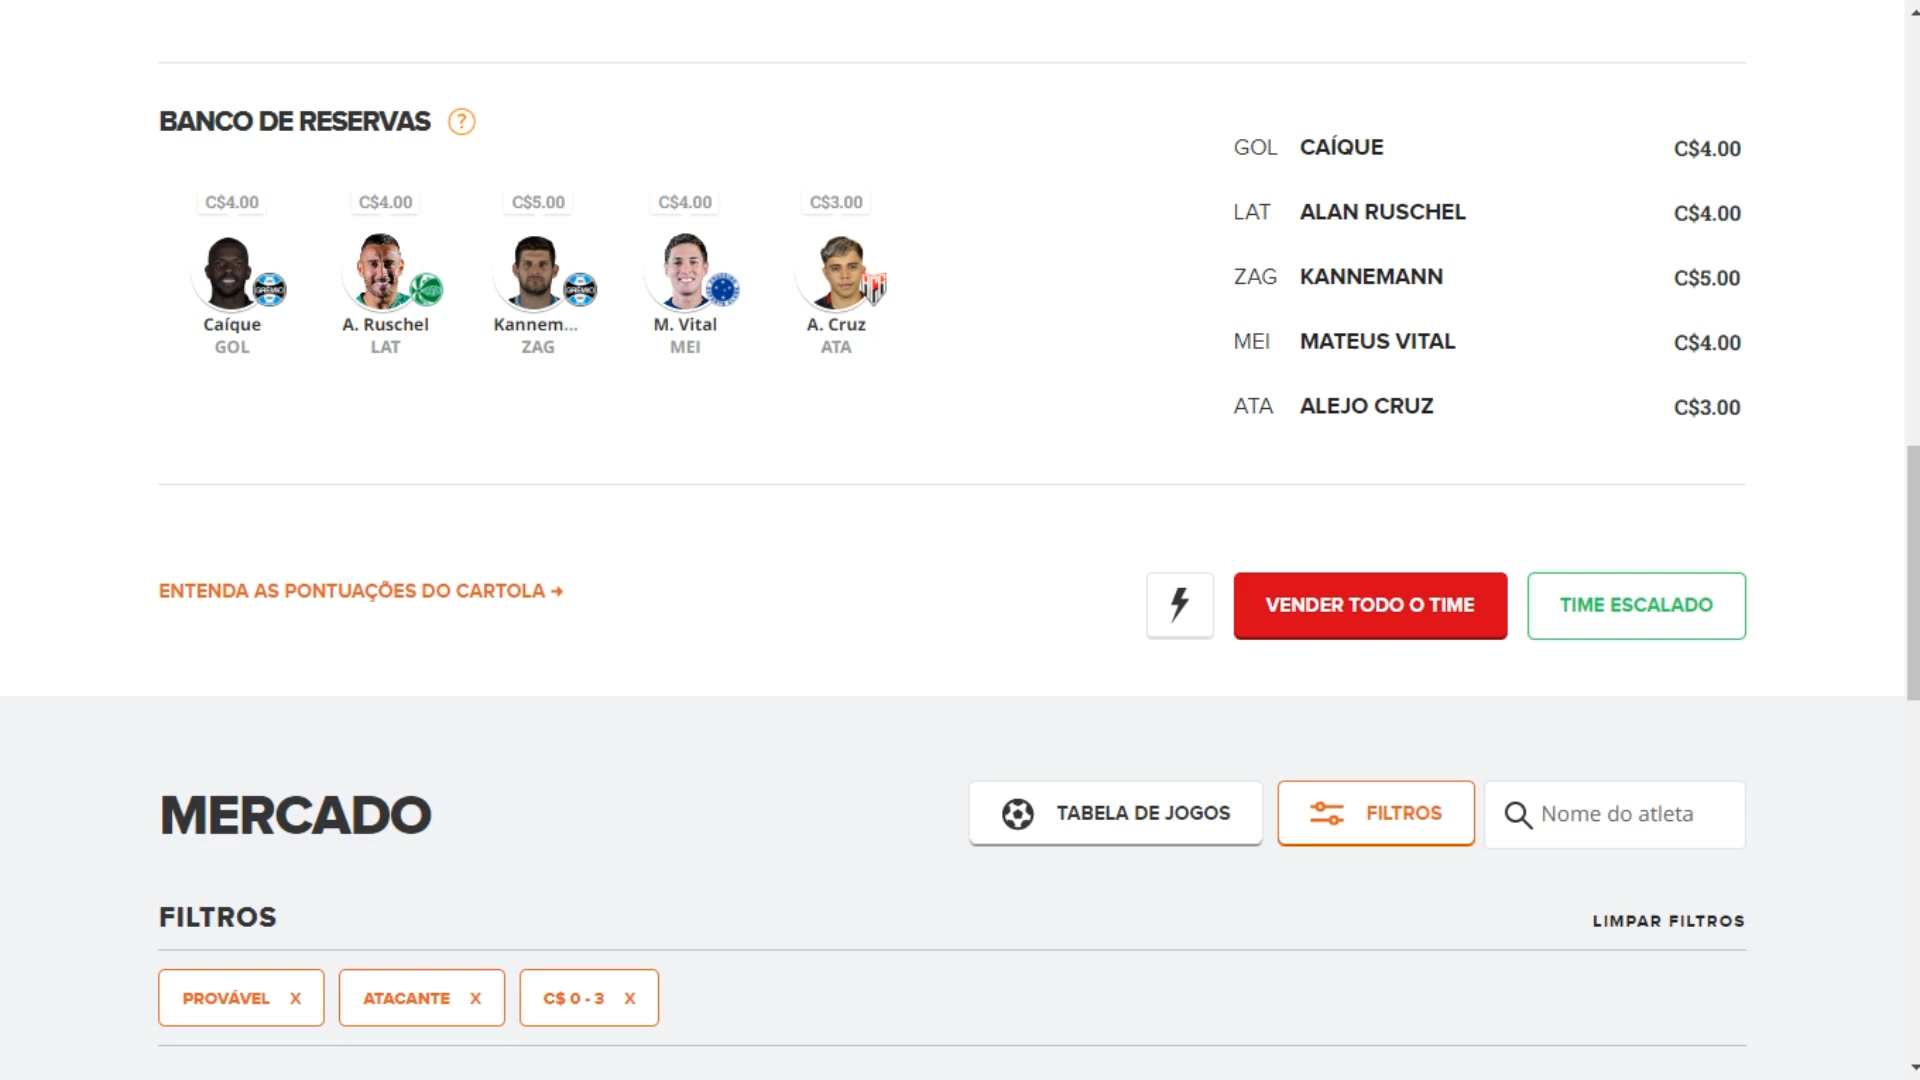 BANCO DE RESERVAS ?
C$4.00 C$4.00 C$5.00 C$4.00 C$3.00
GRÊMIO GRÊMIO
Caíque A. Ruschel Kannem... M. Vital A. Cruz
GOL LAT ZAG MEI ATA
GOL CAÍQUE C$4.00
LAT ALAN RUSCHEL C$4.00
ZAG KANNEMANN C$5.00
MEI MATEUS VITAL C$4.00
ATA ALEJO CRUZ C$3.00
ENTENDA AS PONTUAÇÕES DO CARTOLA →
VENDER TODO O TIME
TIME ESCALADO
MERCADO
TABELA DE JOGOS
FILTROS
Nome do atleta
FILTROS
LIMPAR FILTROS
PROVÁVEL X
ATACANTE X
C$ 0 - 3 X